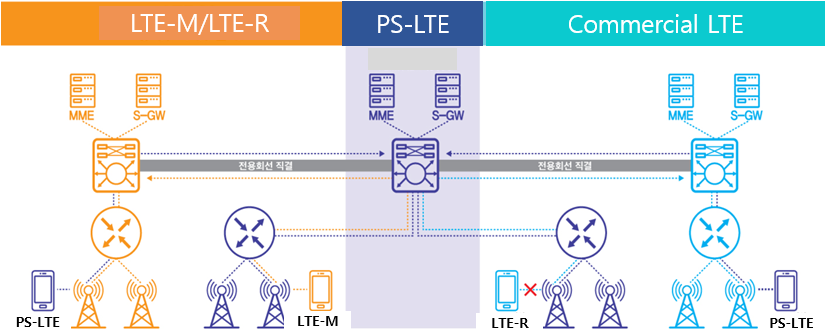 LTE-M/LTE-R
PS-LTE
Commercial LTE
MME
S-GW
MME
S-GW
MME
S-GW
전용회선 직결
전용회선 직결
PS-LTE
LTE-M
LTE-R
PS-LTE